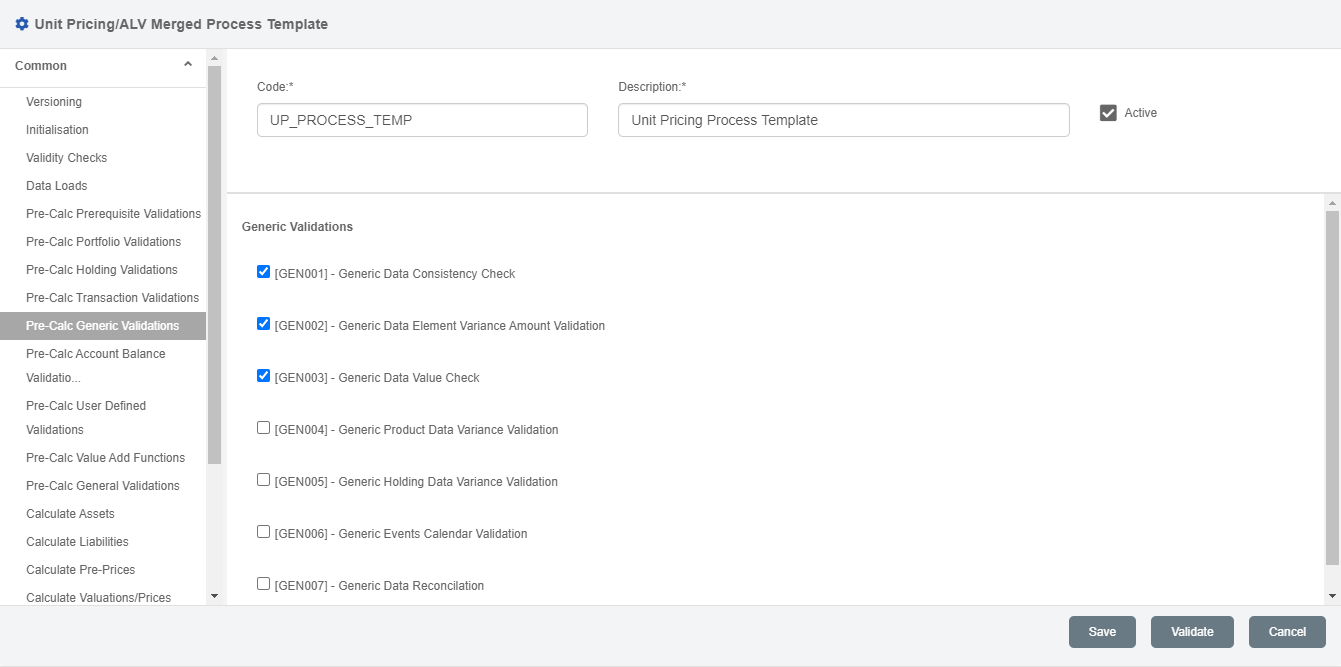 Unit Pricing/ALV Merged Process Template
Common
Versioning
Initialisation
Validity Checks
Data Loads
Pre-Calc Prerequisite Validations
Pre-Calc Portfolio Validations
Pre-Calc Holding Validations
Pre-Calc Transaction Validations
Pre-Calc Generic Validations
Pre-Calc Account Balance
Validatio...
Pre-Calc User Defined
Validations
Pre-Calc Value Add Functions
Pre-Calc General Validations
Calculate Assets
Calculate Liabilities
Calculate Pre-Prices
Calculate Valuations/Prices
Code:*
UP_PROCESS_TEMP
Description:*
Unit Pricing Process Template
Active
Generic Validations
[GEN001] - Generic Data Consistency Check
[GEN002] - Generic Data Element Variance Amount Validation
[GEN003] - Generic Data Value Check
[GEN004] - Generic Product Data Variance Validation
[GEN005] - Generic Holding Data Variance Validation
[GEN006] - Generic Events Calendar Validation
[GEN007] - Generic Data Reconcilation
Save
Validate
Cancel